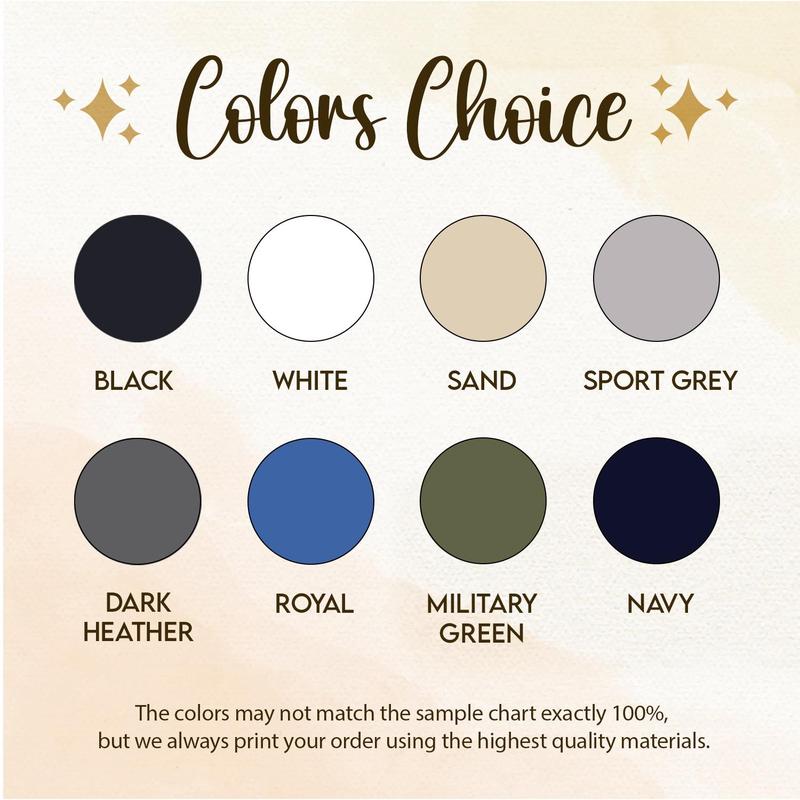 Colors Choice
BLACK
WHITE
SAND
SPORT GREY
DARK
HEATHER
ROYAL
MILITARY
GREEN
NAVY
The colors may not match the sample chart exactly 100%,
but we always print your order using the highest quality materials.